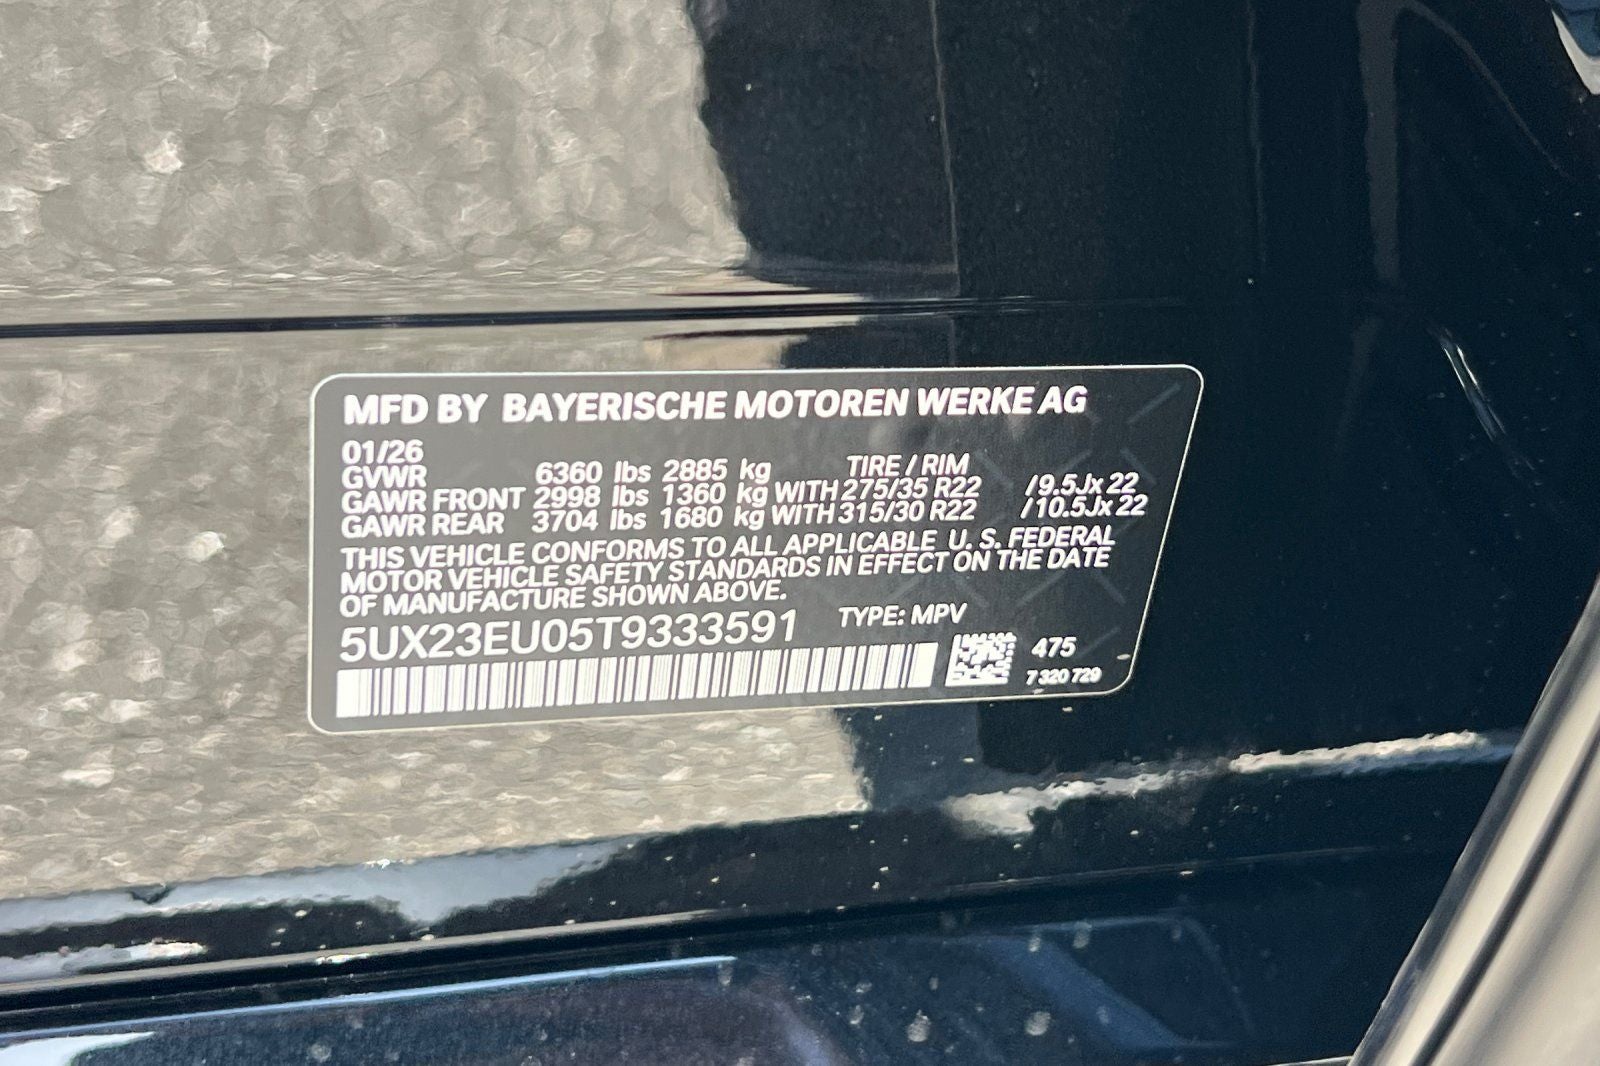 MFD BY BAYERISCHE MOTOREN WERKE AG
01/26
GVWR 6360 lbs 2885 kg TIRE / RIM
GAWR FRONT 2998 lbs 1360 kg WITH 275/35 R22 /9.5Jx 22
GAWR REAR 3704 lbs 1680 kg WITH 315/30 R22 /10.5Jx 22
THIS VEHICLE CONFORMS TO ALL APPLICABLE U. S. FEDERAL
MOTOR VEHICLE SAFETY STANDARDS IN EFFECT ON THE DATE
OF MANUFACTURE SHOWN ABOVE.
5UX23EU05T9333591 TYPE: MPV
475
7 320 729